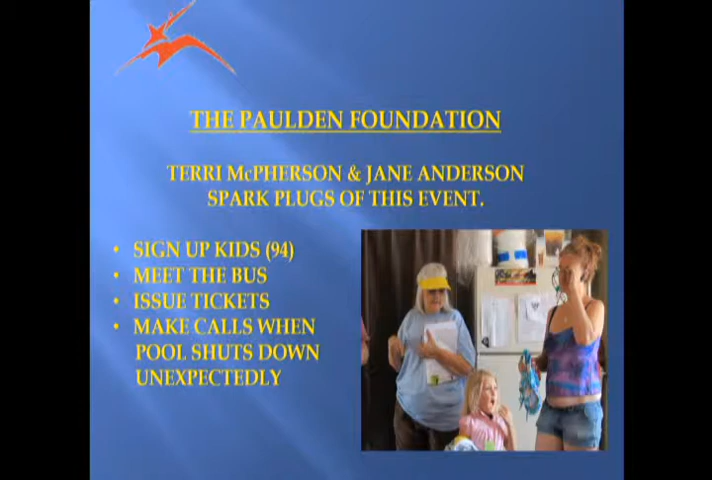 THE PAULDEN FOUNDATION
TERRI McPHERSON & JANE ANDERSON
SPARK PLUGS OF THIS EVENT.
• SIGN UP KIDS (94)
• MEET THE BUS
• ISSUE TICKETS
• MAKE CALLS WHEN
POOL SHUTS DOWN
UNEXPECTEDLY